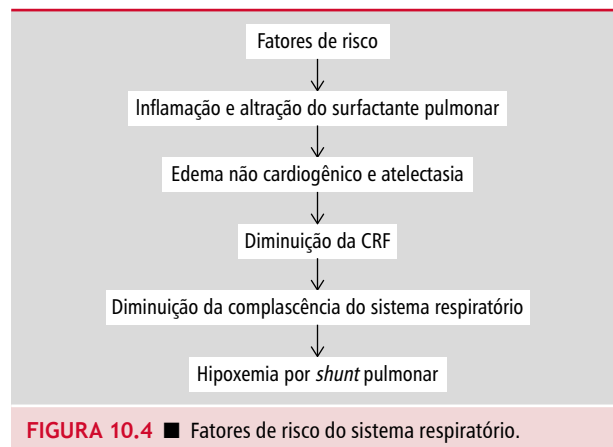 Fatores de risco
Inflamação e altração do surfactante pulmonar
Edema não cardiogênico e atelectasia
Diminuição da CRF
Diminuição da complascência do sistema respiratório
Hipoxemia por shunt pulmonar
FIGURA 10.4 ■ Fatores de risco do sistema respiratório.